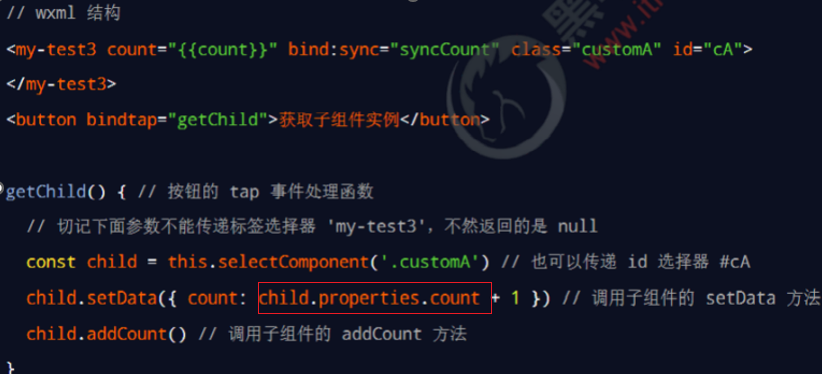 // wxml 结构
<my-test3 count="{{count}}" bind:sync="syncCount" class="customA" id="cA">
</my-test3>
<button bindtap="getChild">获取子组件实例</button>
getChild() { // 按钮的 tap 事件处理函数
// 切记下面参数不能传递标签选择器 'my-test3'，不然返回的是 null
const child = this.selectComponent('.customA') // 也可以传递 id 选择器 #cA
child.setData({ count: child.properties.count + 1 }) // 调用子组件的 setData 方法
child.addCount() // 调用子组件的 addCount 方法
}
黑
www.it